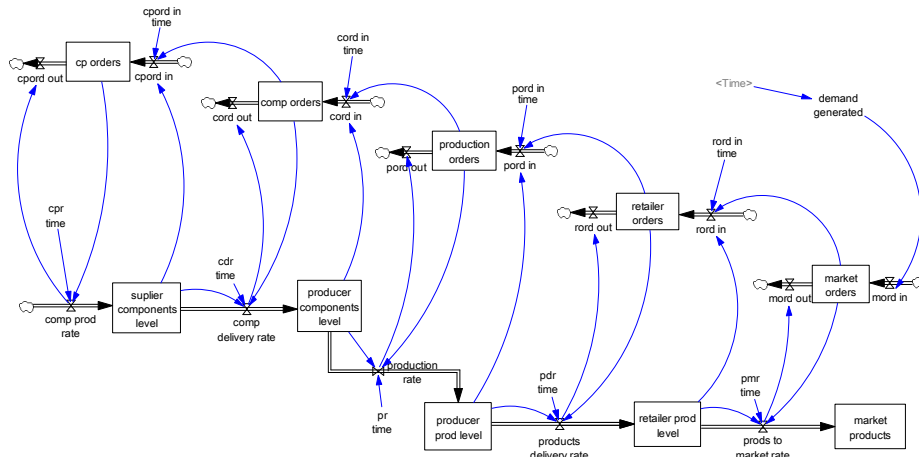 cpord in
time
cp orders
cpord out
cpord in
cord in
time
comp orders
cord out
cord in
pord in
time
production
orders
pord out
pord in
<Time>
demand
generated
rord in
time
retailer
orders
rord out
rord in
market
orders
mord out
mord in
cpr
time
comp prod
rate
suplier
components
level
cdr
time
comp
delivery rate
producer
components
level
production
rate
pr
time
producer
prod level
pdr
time
products
delivery rate
retailer prod
level
pmr
time
prods to
market rate
market
products